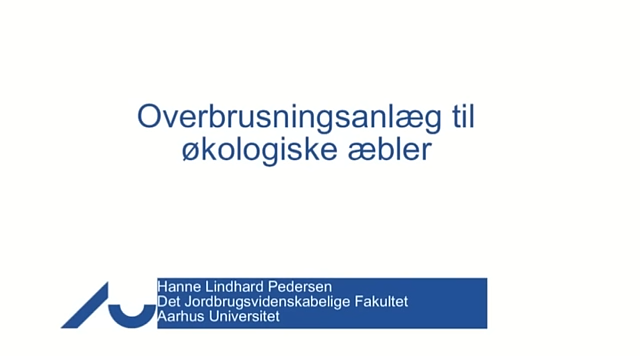 Overbrusningsanlæg til
økologiske æbler
Hanne Lindhard Pedersen
Det Jordbrugsvidenskabelige Fakultet
Aarhus Universitet